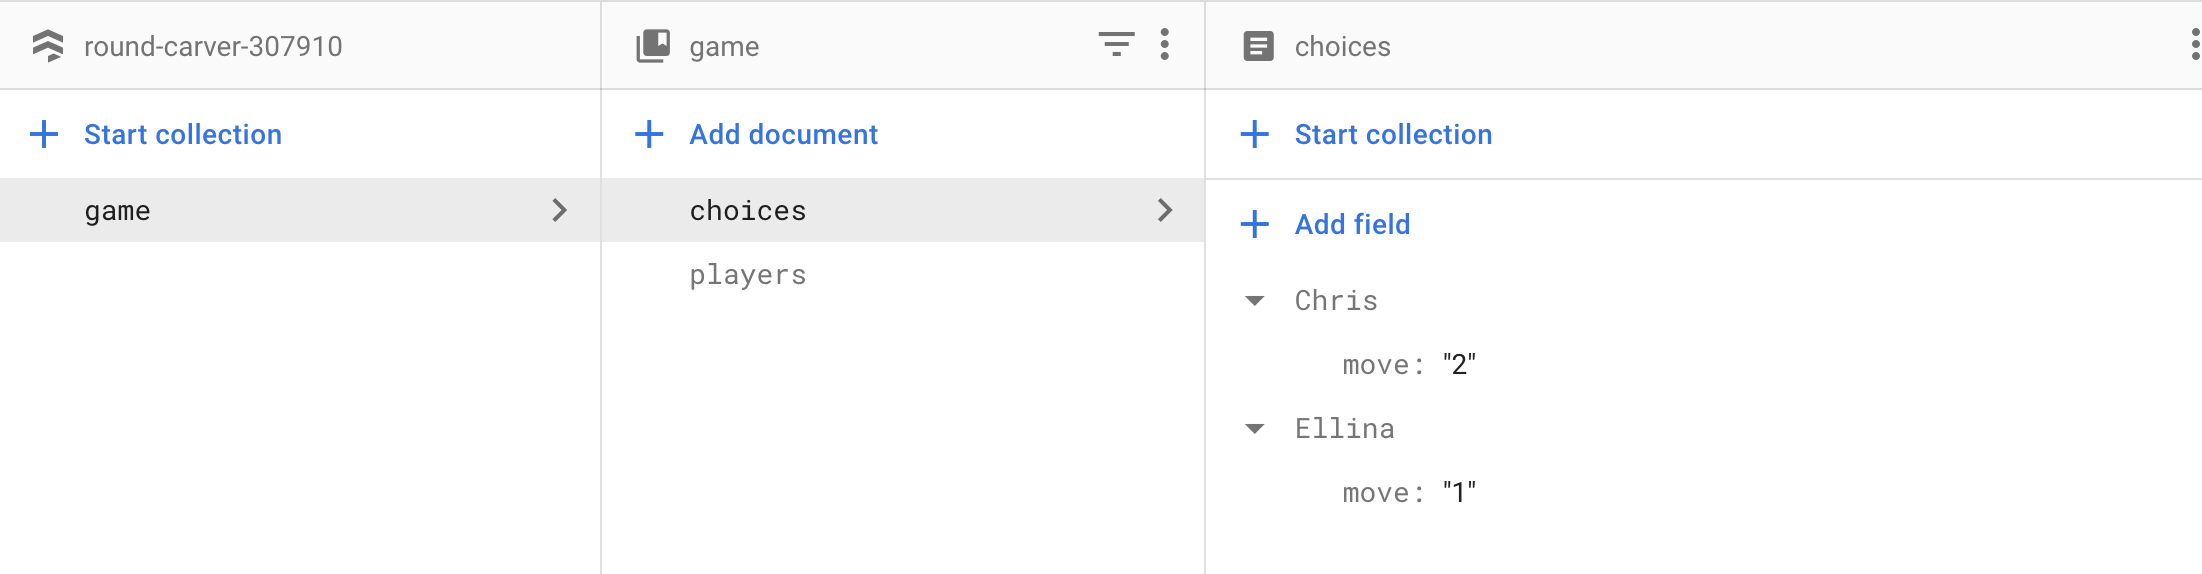 round-carver-307910
Start collection
game
game
Add document
choices
players
choices
Start collection
Add field
Chris
move: "2"
Ellina
move: "1"